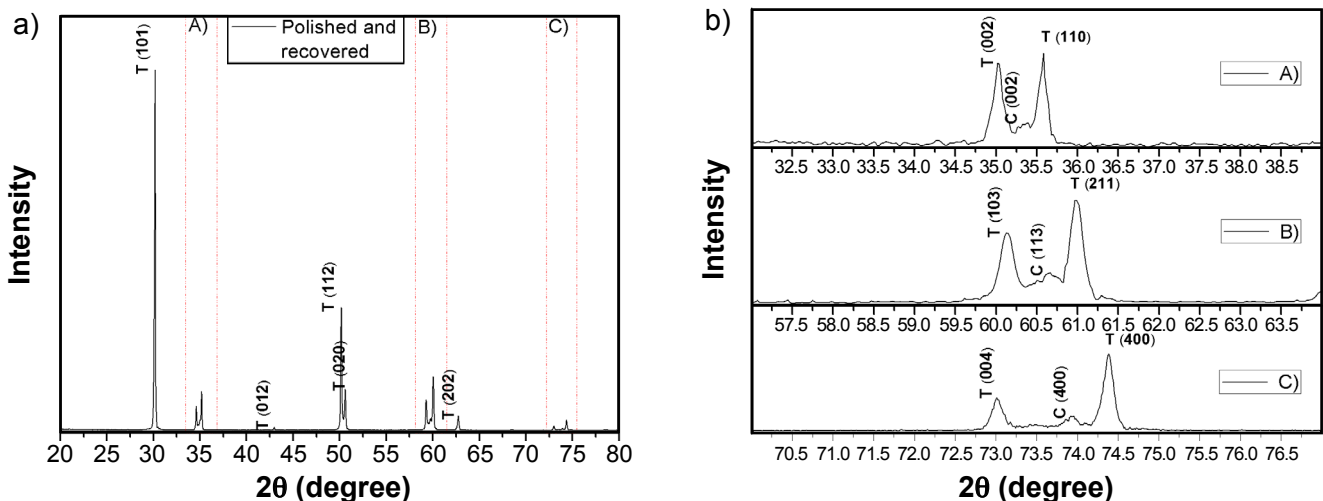 a)
A)
Polished and
recovered
B)
C)
T (101)
T (012)
T (112)
T (020)
T (202)
Intensity
20 25 30 35 40 45 50 55 60 65 70 75 80
2θ (degree)
b)
T (002)
C (002)
T (110)
A)
32.5 33.0 33.5 34.0 34.5 35.0 35.5 36.0 36.5 37.0 37.5 38.0 38.5
T (103)
C (113)
T (211)
B)
57.5 58.0 58.5 59.0 59.5 60.0 60.5 61.0 61.5 62.0 62.5 63.0 63.5
T (004)
C (400)
T (400)
C)
70.5 71.0 71.5 72.0 72.5 73.0 73.5 74.0 74.5 75.0 75.5 76.0 76.5
Intensity
2θ (degree)